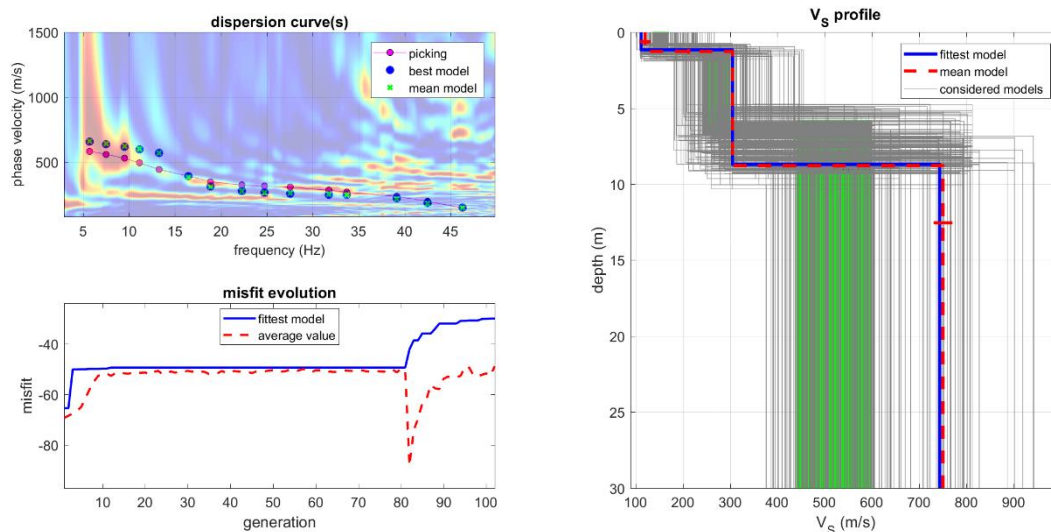 dispersion curve(s)
1500
1000
500
phase velocity (m/s)
picking
best model
mean model
5 10 15 20 25 30 35 40 45
frequency (Hz)
misfit evolution
-40
-60
-80
misfit
fittest model
average value
10 20 30 40 50 60 70 80 90 100
generation
VS profile
0
5
10
15
20
25
30
depth (m)
fittest model
mean model
considered models
100 200 300 400 500 600 700 800 900
VS (m/s)